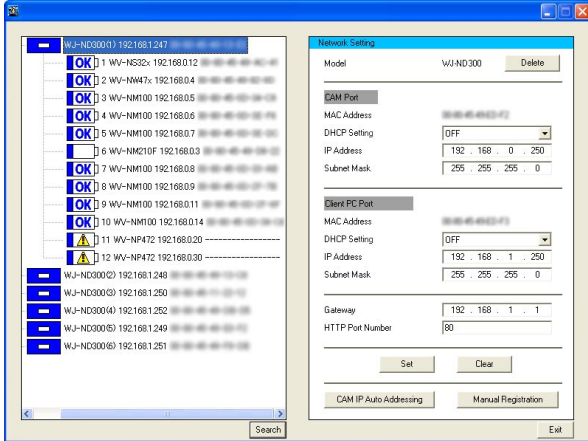 WJ-ND300(1) 192.168.1.247
OK 1 WV-NS32x 192.168.0.12
OK 2 WV-NW47x 192.168.0.4
OK 3 WV-NM100 192.168.0.5
OK 4 WV-NM100 192.168.0.6
OK 5 WV-NM100 192.168.0.7
6 WV-NM210F 192.168.0.3
OK 7 WV-NM100 192.168.0.8
OK 8 WV-NM100 192.168.0.9
OK 9 WV-NM100 192.168.0.11
OK 10 WV-NM100 192.168.0.14
11 WV-NP472 192.168.0.20 -----------------
12 WV-NP472 192.168.0.30 -----------------
WJ-ND300(2) 192.168.1.248
WJ-ND300(3) 192.168.1.250
WJ-ND300(4) 192.168.1.252
WJ-ND300(5) 192.168.1.249
WJ-ND300(6) 192.168.1.251
Search
Network Setting
Model WJ-ND300 Delete
CAM Port
MAC Address
DHCP Setting OFF
IP Address 192 . 168 . 0 . 250
Subnet Mask 255 . 255 . 255 . 0
Client PC Port
MAC Address
DHCP Setting OFF
IP Address 192 . 168 . 1 . 250
Subnet Mask 255 . 255 . 255 . 0
Gateway 192 . 168 . 1 . 1
HTTP Port Number 80
Set Clear
CAM IP Auto Addressing Manual Registration
Exit